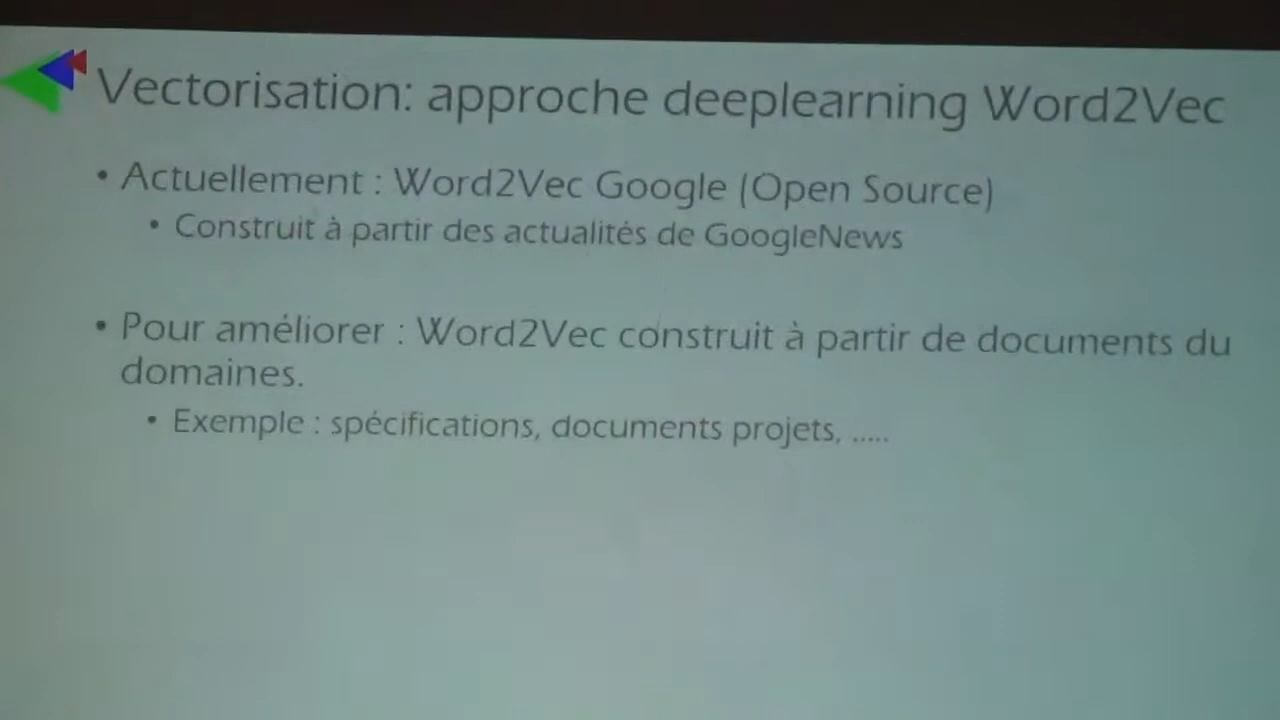 Vectorisation: approche deeplearning Word2Vec
• Actuellement : Word2Vec Google (Open Source)
• Construit à partir des actualités de GoogleNews
• Pour améliorer : Word2Vec construit à partir de documents du
domaines.
• Exemple : spécifications, documents projets, .....